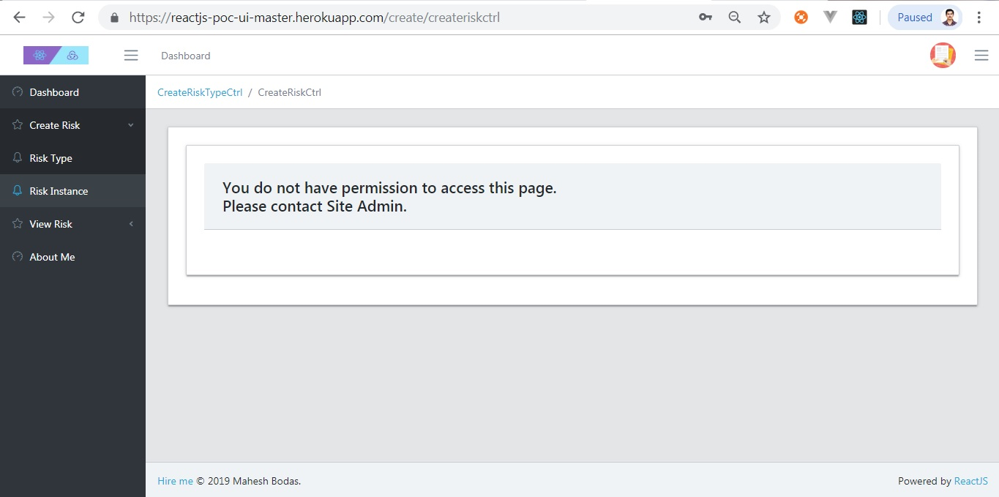 https://reactjs-poc-ui-master.herokuapp.com/create/createriskctrl
Paused
Dashboard
Dashboard
CreateRiskTypeCtrl / CreateRiskCtrl
Create Risk
Risk Type
Risk Instance
View Risk
About Me
You do not have permission to access this page.
Please contact Site Admin.
Hire me © 2019 Mahesh Bodas.
Powered by ReactJS